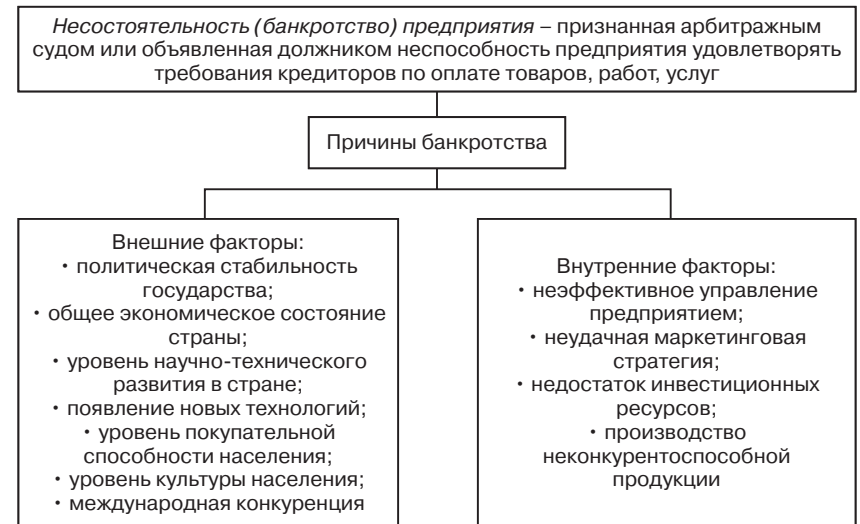 Несостоятельность (банкротство) предприятия – признанная арбитражным
судом или объявленная должником неспособность предприятия удовлетворять
требования кредиторов по оплате товаров, работ, услуг
Причины банкротства
Внешние факторы:
• политическая стабильность
государства;
• общее экономическое состояние
страны;
• уровень научно-технического
развития в стране;
• появление новых технологий;
• уровень покупательной
способности населения;
• уровень культуры населения;
• международная конкуренция
Внутренние факторы:
• неэффективное управление
предприятием;
• неудачная маркетинговая
стратегия;
• недостаток инвестиционных
ресурсов;
• производство
неконкурентоспособной
продукции